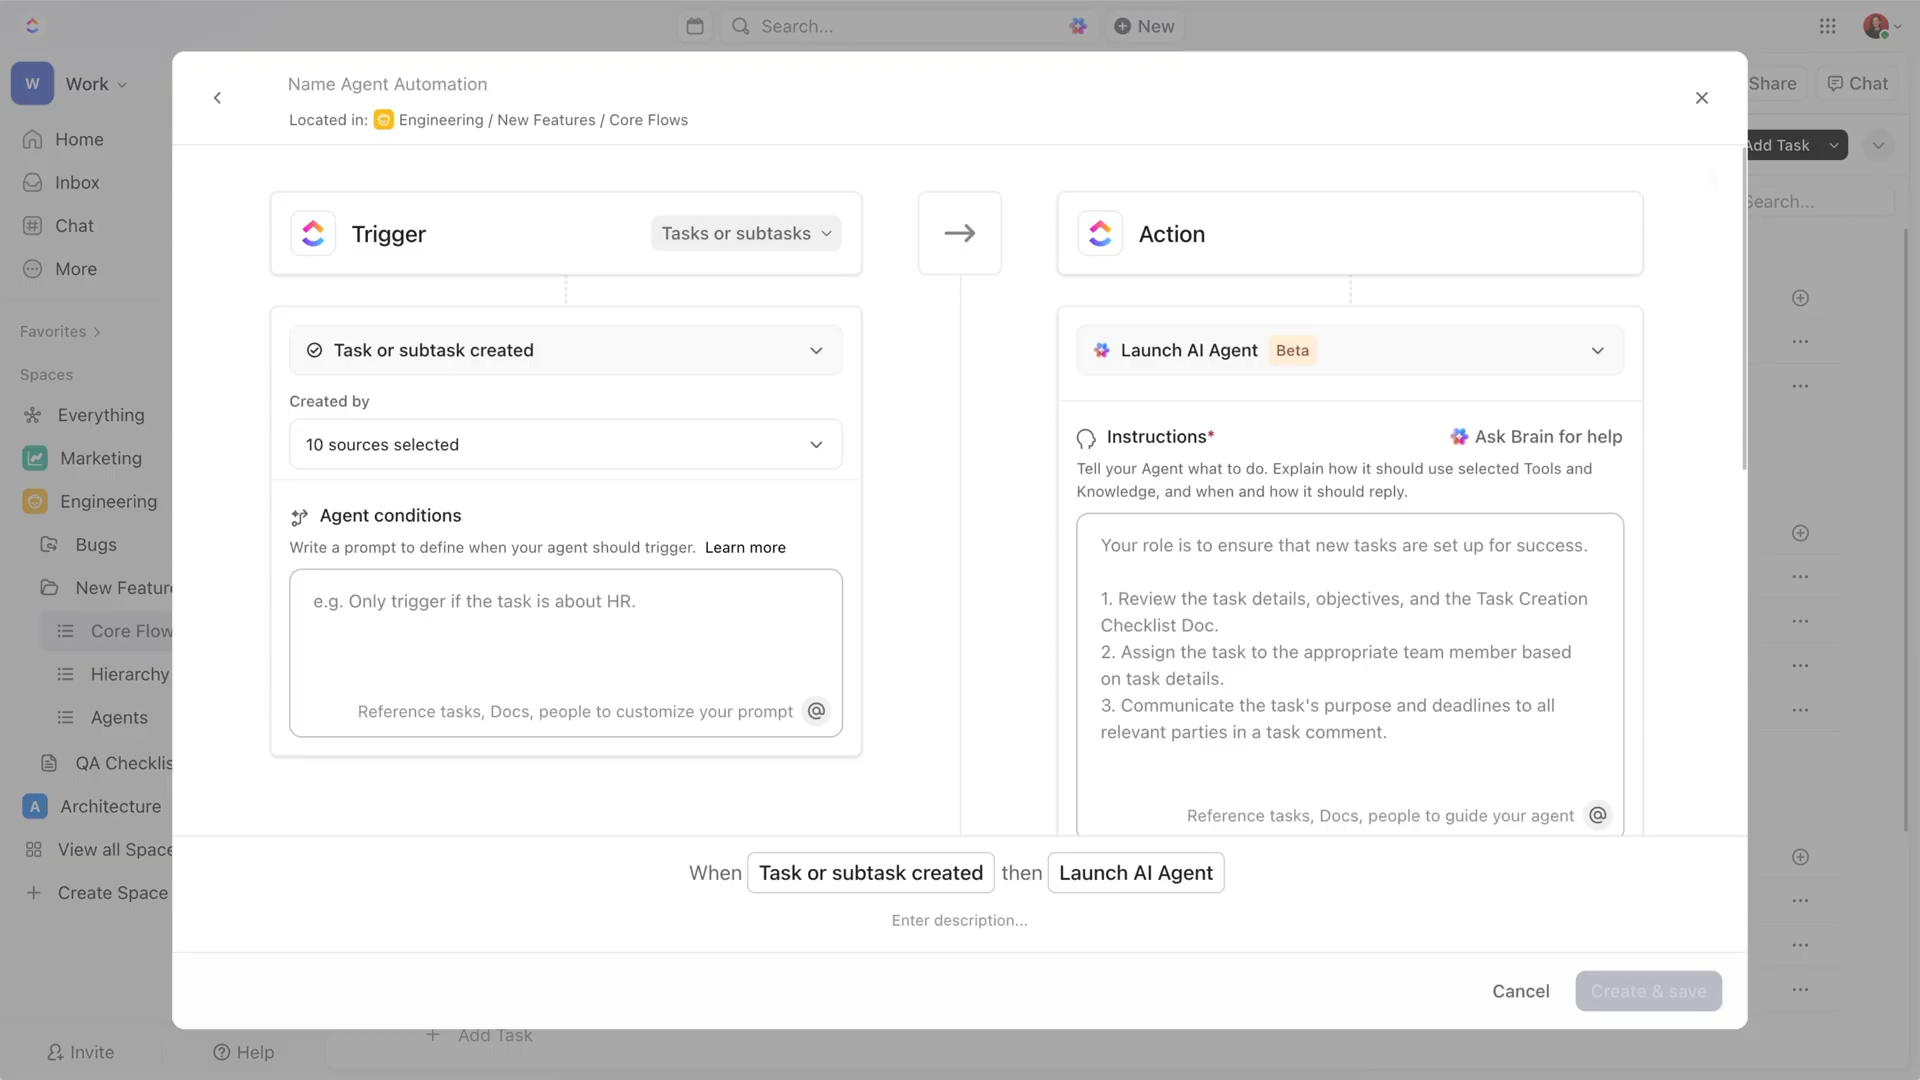 Search...
New
W
Work
Share
Chat
Name Agent Automation
Located in: Engineering / New Features / Core Flows
Add Task
Search...
Home
Inbox
Chat
More
Favorites
Spaces
Everything
Marketing
Engineering
Bugs
New Featur
Core Flow
Hierarchy
Agents
QA Checklis
A
Architecture
View all Space
Create Space
Invite
Help
Trigger
Tasks or subtasks
Task or subtask created
Created by
10 sources selected
Agent conditions
Write a prompt to define when your agent should trigger. Learn more
e.g. Only trigger if the task is about HR.
Reference tasks, Docs, people to customize your prompt @
Action
Launch AI Agent Beta
Instructions*
Ask Brain for help
Tell your Agent what to do. Explain how it should use selected Tools and
Knowledge, and when and how it should reply.
Your role is to ensure that new tasks are set up for success.
1. Review the task details, objectives, and the Task Creation
Checklist Doc.
2. Assign the task to the appropriate team member based
on task details.
3. Communicate the task's purpose and deadlines to all
relevant parties in a task comment.
Reference tasks, Docs, people to guide your agent @
When Task or subtask created then Launch AI Agent
Enter description...
Cancel
Create & save
Add Task